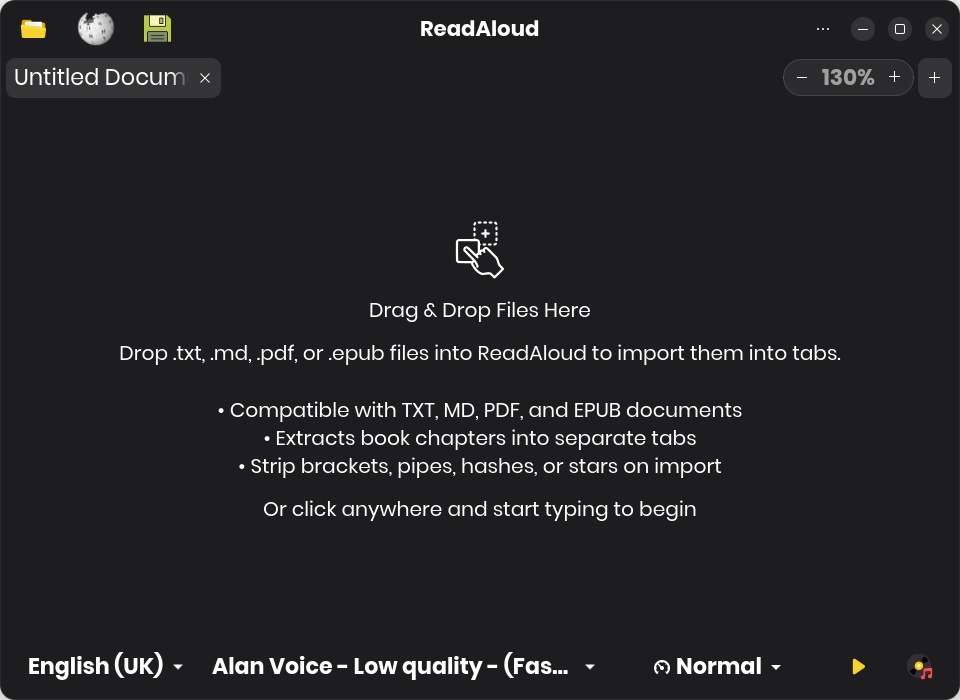 ReadAloud
Untitled Docum
130%
Drag & Drop Files Here
Drop .txt, .md, .pdf, or .epub files into ReadAloud to import them into tabs.
• Compatible with TXT, MD, PDF, and EPUB documents
• Extracts book chapters into separate tabs
• Strip brackets, pipes, hashes, or stars on import
Or click anywhere and start typing to begin
English (UK) Alan Voice - Low quality - (Fas... Normal